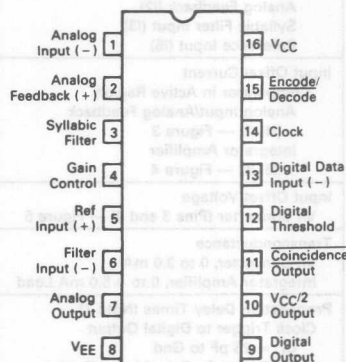 Analog Input (−) 1
Analog Feedback (+) 2
Syllabic Filter 3
Gain Control 4
Ref Input (+) 5
Filter Input (−) 6
Analog Output 7
VEE 8
16 VCC
15 Encode/Decode
14 Clock
13 Digital Data Input (−)
12 Digital Threshold
11 Coincidence Output
10 VCC/2 Output
9 Digital Output